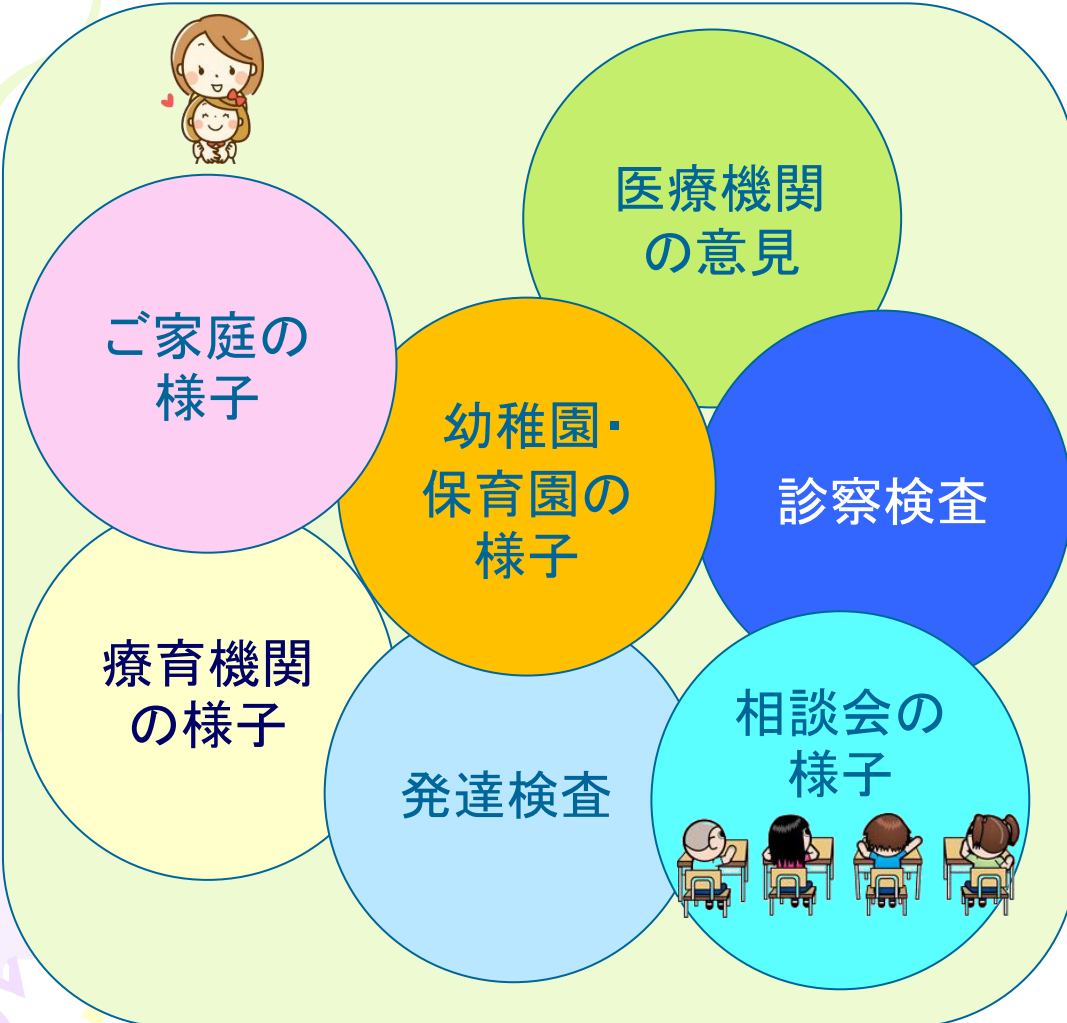 医療機関
の意見
ご家庭の
様子
幼稚園・
保育園の
様子
診察検査
療育機関
の様子
発達検査
相談会の
様子